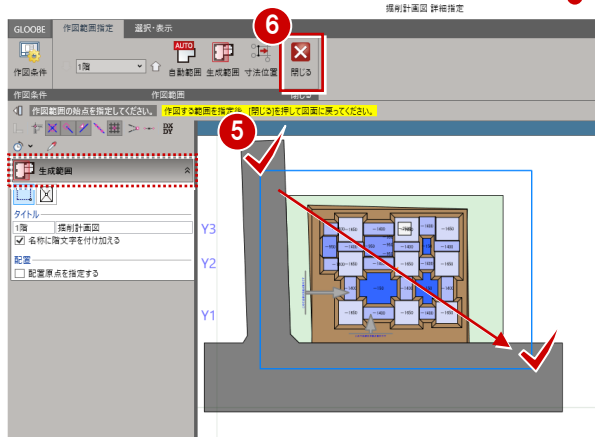 掘削計画図 詳細指定
GLOOBE 作図範囲指定 選択・表示
6
AUTO
1階
作図条件 自動範囲 生成範囲 寸法位置 閉じる
作図条件 作図範囲 閉じる
作図範囲の始点を指定してください。 作図する範囲を指定後、[閉じる]を押して図面に戻ってください。
5
生成範囲
タイトル
1階 掘削計画図
名称に階文字を付け加える
配置
配置原点を指定する
Y3
Y2
Y1